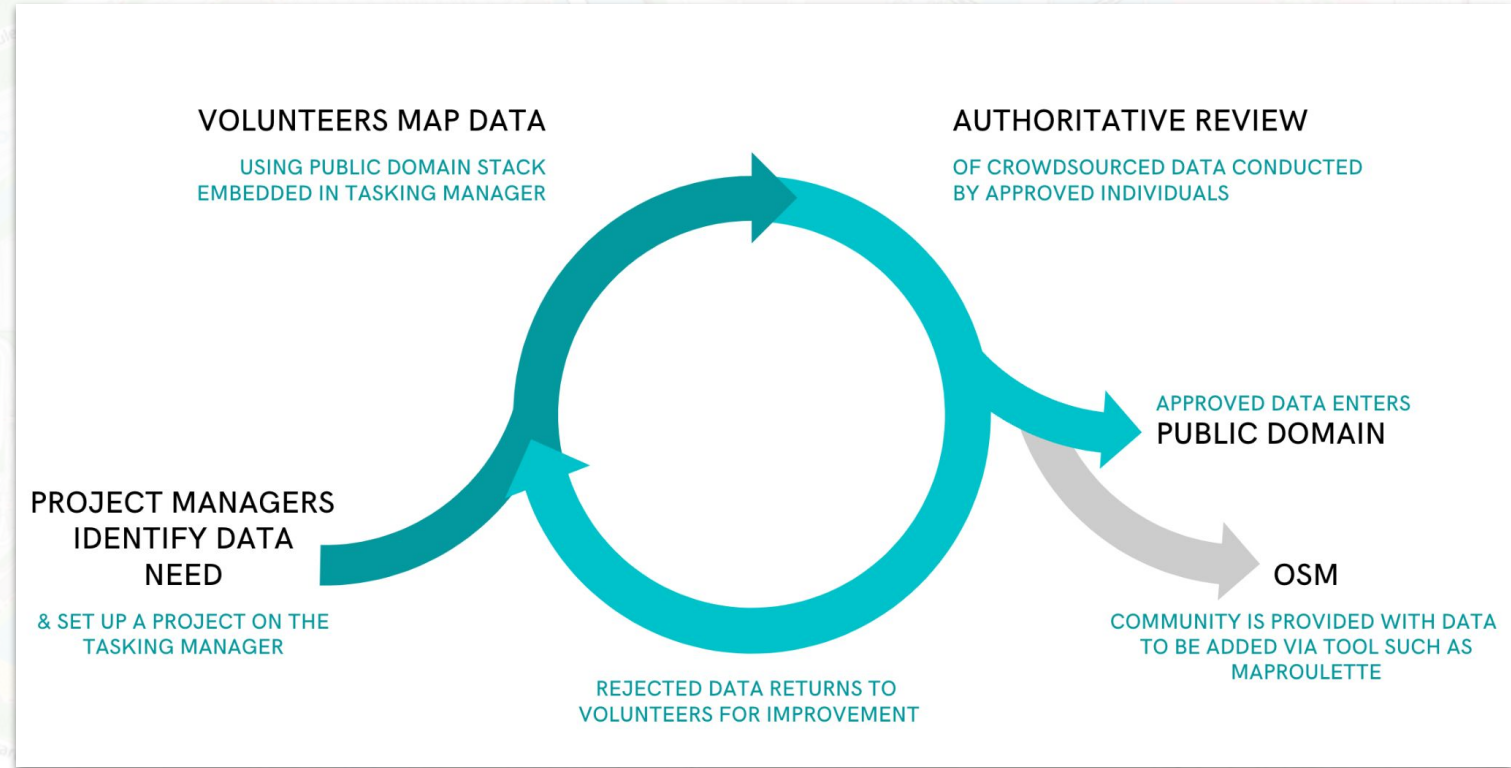 VOLUNTEERS MAP DATA
USING PUBLIC DOMAIN STACK
EMBEDDED IN TASKING MANAGER
AUTHORITATIVE REVIEW
OF CROWDSOURCED DATA CONDUCTED
BY APPROVED INDIVIDUALS
APPROVED DATA ENTERS
PUBLIC DOMAIN
PROJECT MANAGERS
IDENTIFY DATA
NEED
& SET UP A PROJECT ON THE
TASKING MANAGER
OSM
COMMUNITY IS PROVIDED WITH DATA
TO BE ADDED VIA TOOL SUCH AS
MAPROULETTE
REJECTED DATA RETURNS TO
VOLUNTEERS FOR IMPROVEMENT